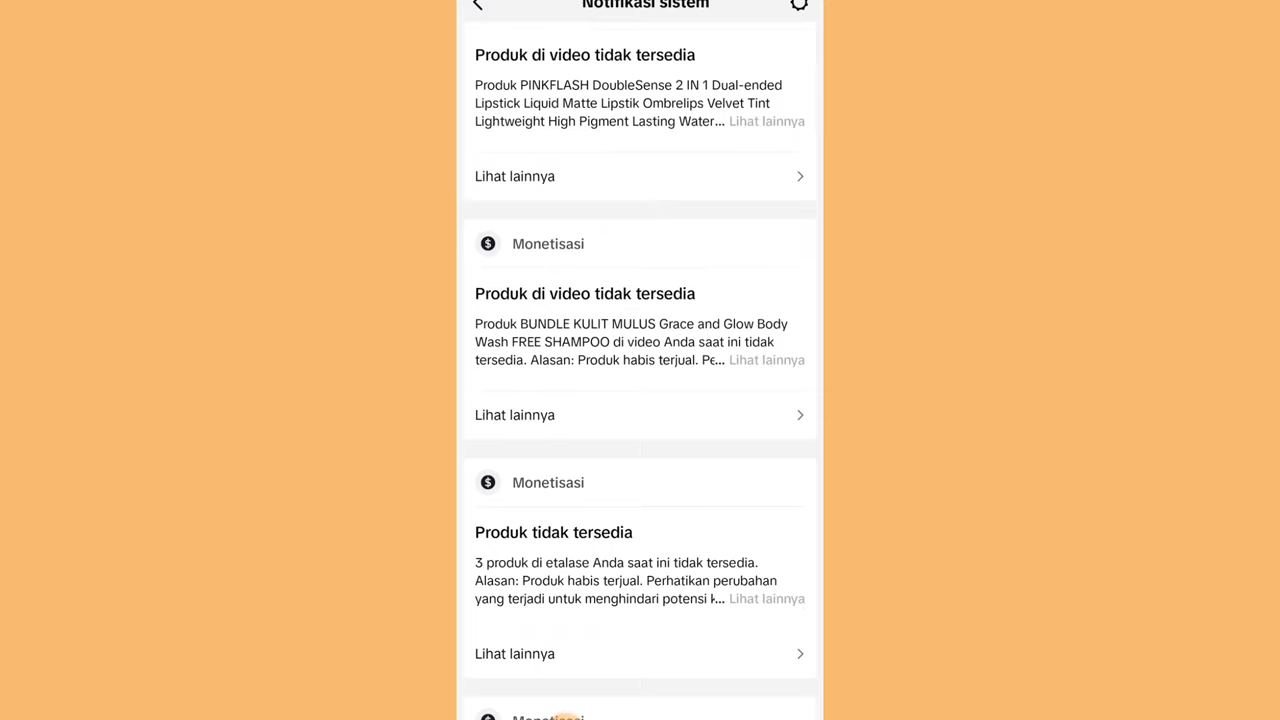 Notifikasi sistem
Produk di video tidak tersedia
Produk PINKFLASH DoubleSense 2 IN 1 Dual-ended
Lipstick Liquid Matte Lipstik Ombrelips Velvet Tint
Lightweight High Pigment Lasting Water... Lihat lainnya
Lihat lainnya
Monetisasi
Produk di video tidak tersedia
Produk BUNDLE KULIT MULUS Grace and Glow Body
Wash FREE SHAMPOO di video Anda saat ini tidak
tersedia. Alasan: Produk habis terjual. Pe... Lihat lainnya
Lihat lainnya
Monetisasi
Produk tidak tersedia
3 produk di etalase Anda saat ini tidak tersedia.
Alasan: Produk habis terjual. Perhatikan perubahan
yang terjadi untuk menghindari potensi k... Lihat lainnya
Lihat lainnya
Monetisasi